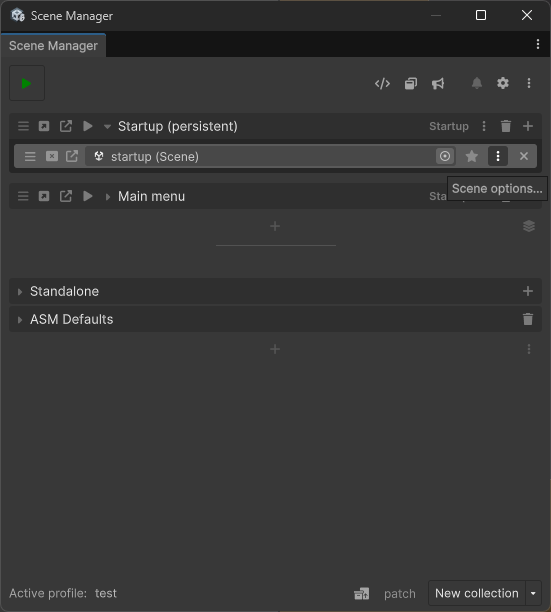 Scene Manager
Scene Manager
Startup (persistent)
Startup
startup (Scene)
Scene options...
Main menu
Standalone
ASM Defaults
Active profile: test
patch
New collection